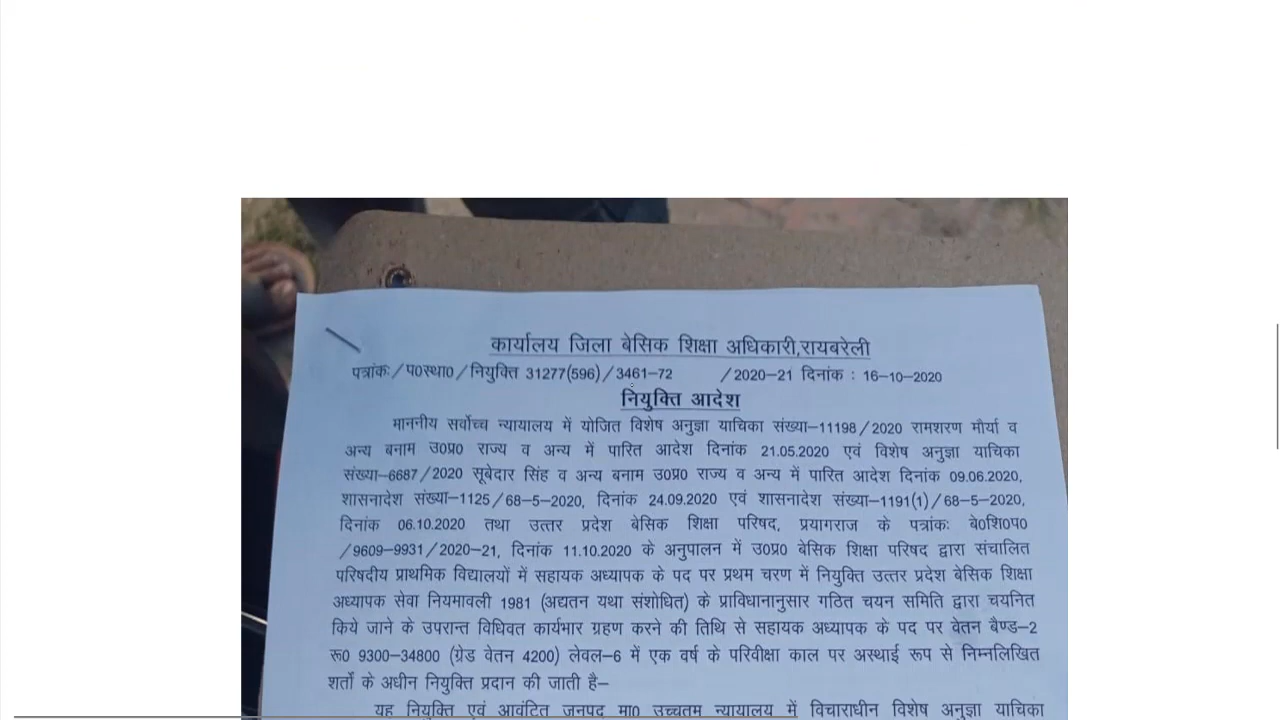 कार्यालय जिला बेसिक शिक्षा अधिकारी,रायबरेली
पत्रांकः/प0स्था0/नियुक्ति 31277(596)/3461-72 /2020-21 दिनांक : 16-10-2020
नियुक्ति आदेश
माननीय सर्वोच्च न्यायालय में योजित विशेष अनुज्ञा याचिका संख्या-11198/2020 रामशरण मौर्या व
अन्य बनाम उ0प्र0 राज्य व अन्य में पारित आदेश दिनांक 21.05.2020 एवं विशेष अनुज्ञा याचिका
संख्या-6687/2020 सूबेदार सिंह व अन्य बनाम उ0प्र0 राज्य व अन्य में पारित आदेश दिनांक 09.06.2020,
शासनादेश संख्या-1125/68-5-2020, दिनांक 24.09.2020 एवं शासनादेश संख्या-1191(1)/68-5-2020,
दिनांक 06.10.2020 तथा उत्तर प्रदेश बेसिक शिक्षा परिषद, प्रयागराज के पत्रांकः बे0शि0प0
/9609-9931/2020-21, दिनांक 11.10.2020 के अनुपालन में उ0प्र0 बेसिक शिक्षा परिषद द्वारा संचालित
परिषदीय प्राथमिक विद्यालयों में सहायक अध्यापक के पद पर प्रथम चरण में नियुक्ति उत्तर प्रदेश बेसिक शिक्षा
अध्यापक सेवा नियमावली 1981 (अद्यतन यथा संशोधित) के प्राविधानानुसार गठित चयन समिति द्वारा चयनित
किये जाने के उपरान्त विधिवत कार्यभार ग्रहण करने की तिथि से सहायक अध्यापक के पद पर वेतन बैण्ड-2
रू0 9300-34800 (ग्रेड वेतन 4200) लेवल-6 में एक वर्ष के परिवीक्षा काल पर अस्थाई रूप से निम्नलिखित
शर्तो के अधीन नियुक्ति प्रदान की जाती है-
यह नियुक्ति एवं आवंटित जनपद मा0 उच्चतम न्यायालय में विचाराधीन विशेष अनुज्ञा याचिका